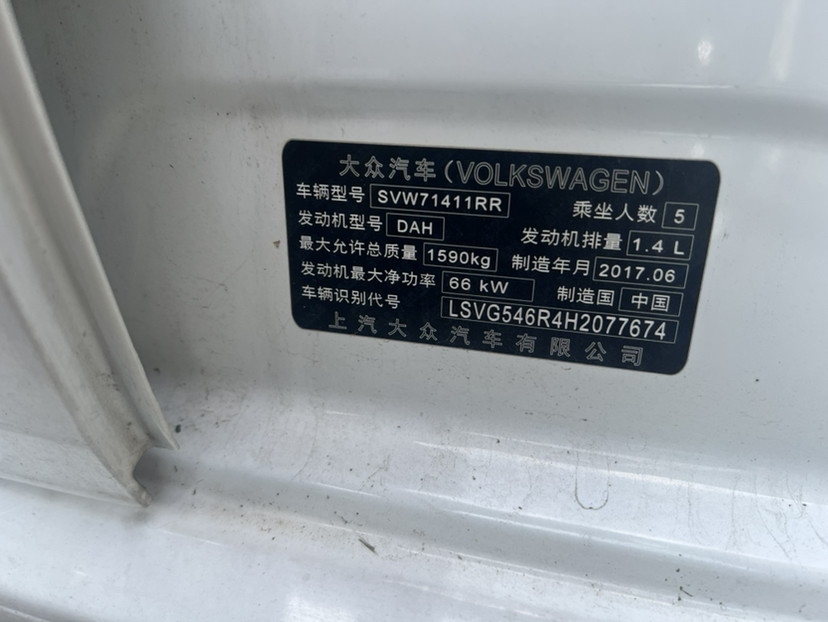 大众汽车(VOLKSWAGEN)
车辆型号 SVW71411RR 乘坐人数 5
发动机型号 DAH 发动机排量 1.4 L
最大允许总质量 1590kg 制造年月 2017.06
发动机最大净功率 66 kW 制造国 中国
车辆识别代号 LSVG546R4H2077674
上汽大众汽车有限公司